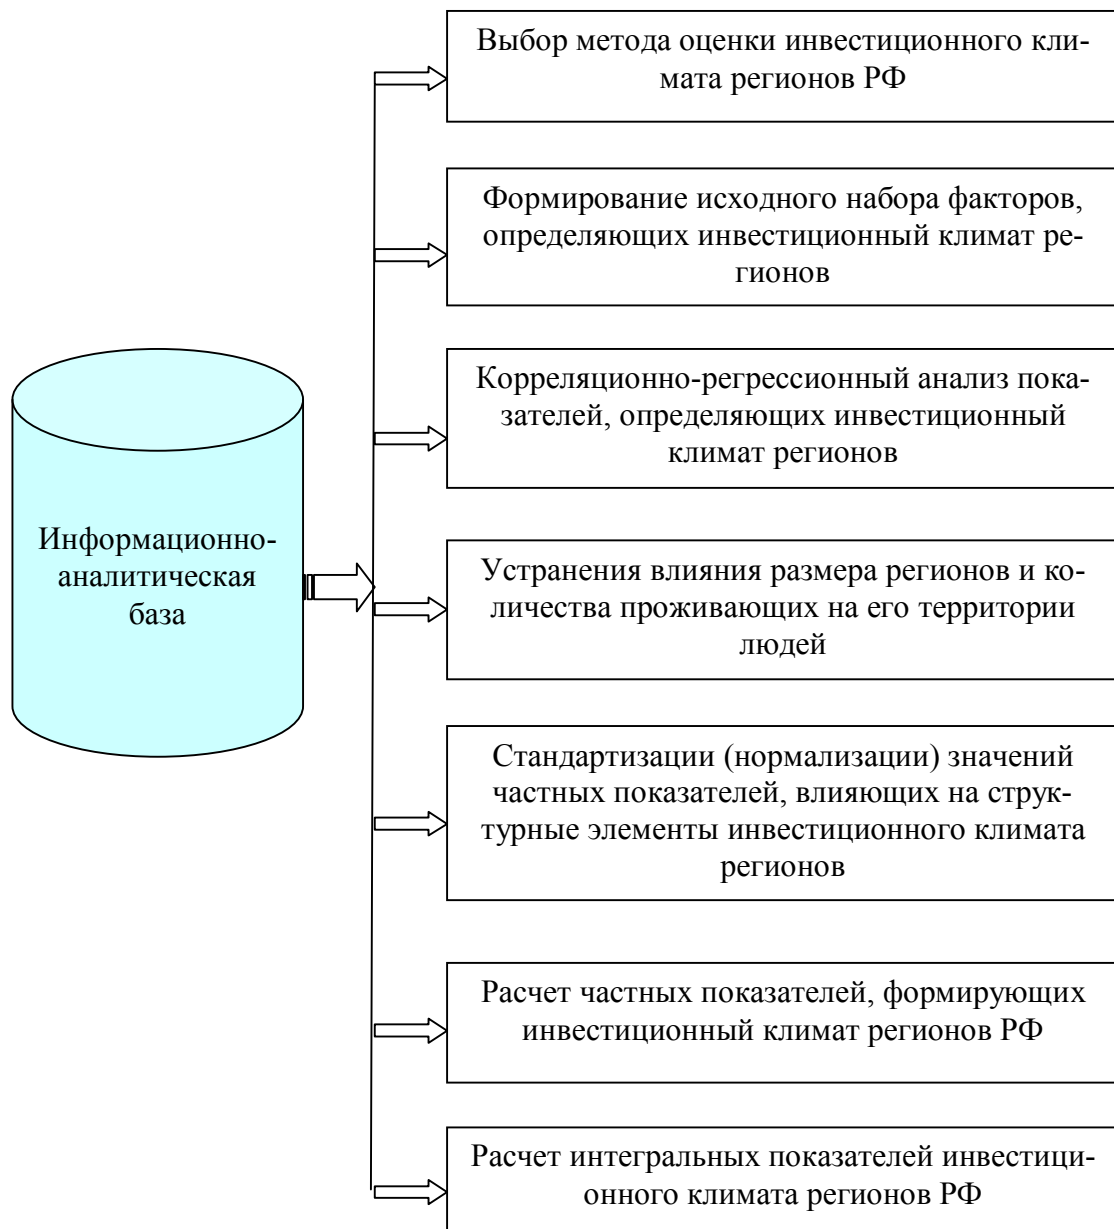 Выбор метода оценки инвестиционного кли-
мата регионов РФ
Формирование исходного набора факторов,
определяющих инвестиционный климат ре-
гионов
Корреляционно-регрессионный анализ пока-
зателей, определяющих инвестиционный
климат регионов
Информационно-
аналитическая
база
Устранения влияния размера регионов и ко-
личества проживающих на его территории
людей
Стандартизации (нормализации) значений
частных показателей, влияющих на струк-
турные элементы инвестиционного климата
регионов
Расчет частных показателей, формирующих
инвестиционный климат регионов РФ
Расчет интегральных показателей инвестици-
онного климата регионов РФ